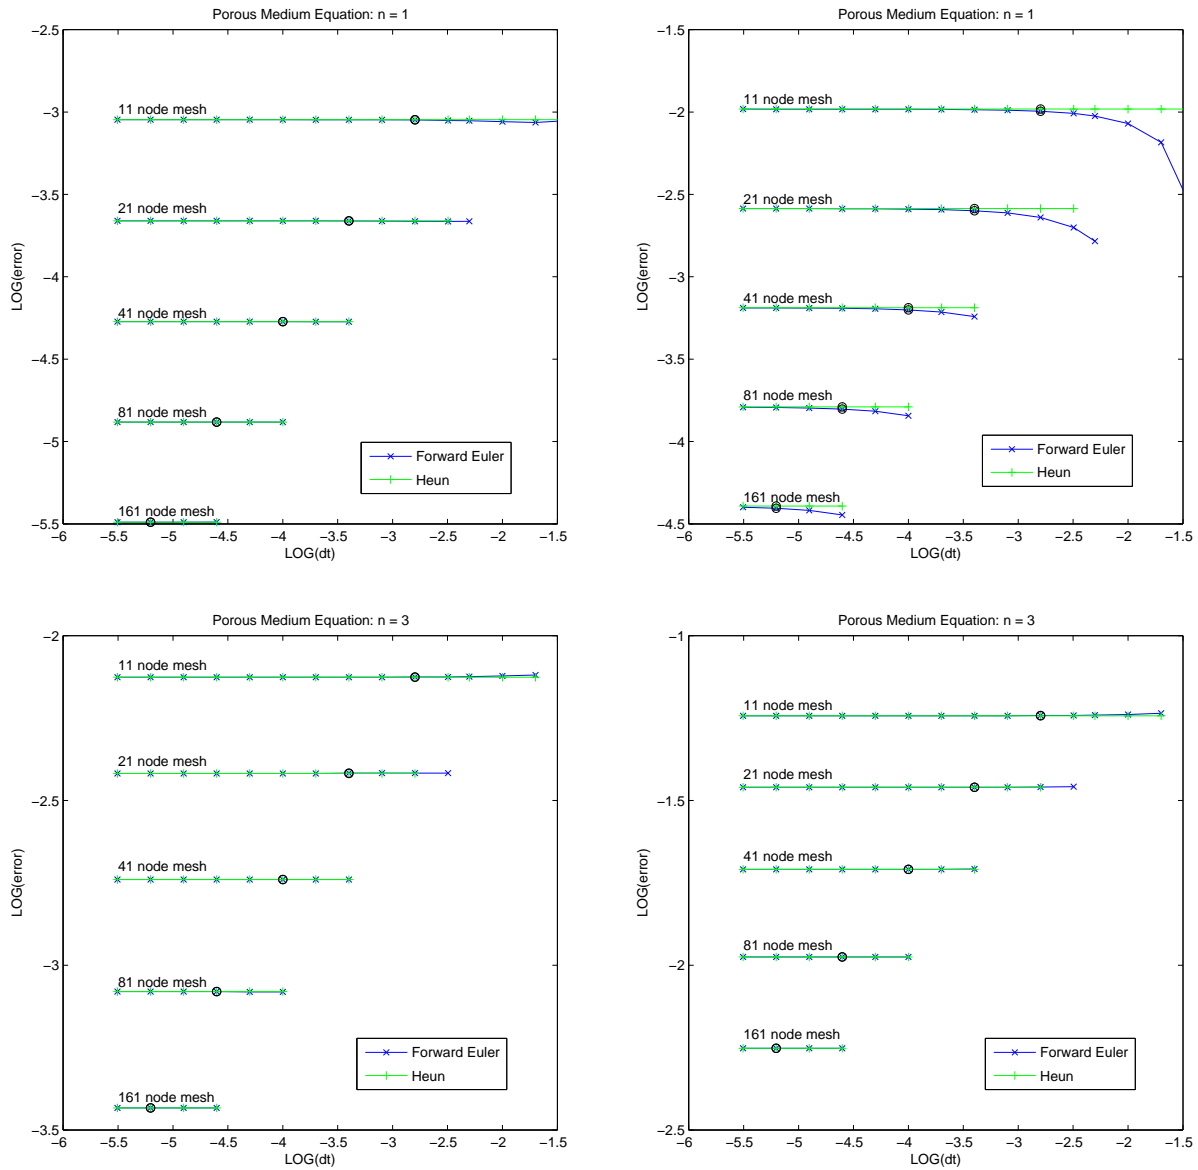 Porous Medium Equation: n = 1
−2.5
−3
−3.5
−4
−4.5
−5
−5.5
LOG(error)
11 node mesh
21 node mesh
41 node mesh
81 node mesh
161 node mesh
Forward Euler
Heun
−6
−5.5
−5
−4.5
−4
−3.5
−3
−2.5
−2
−1.5
LOG(dt)
Porous Medium Equation: n = 1
−1.5
−2
−2.5
−3
−3.5
−4
−4.5
LOG(error)
11 node mesh
21 node mesh
41 node mesh
81 node mesh
161 node mesh
Forward Euler
Heun
−6
−5.5
−5
−4.5
−4
−3.5
−3
−2.5
−2
−1.5
LOG(dt)
Porous Medium Equation: n = 3
−2
−2.5
−3
−3.5
LOG(error)
11 node mesh
21 node mesh
41 node mesh
81 node mesh
161 node mesh
Forward Euler
Heun
−6
−5.5
−5
−4.5
−4
−3.5
−3
−2.5
−2
−1.5
LOG(dt)
Porous Medium Equation: n = 3
−1
−1.5
−2
−2.5
LOG(error)
11 node mesh
21 node mesh
41 node mesh
81 node mesh
161 node mesh
Forward Euler
Heun
−6
−5.5
−5
−4.5
−4
−3.5
−3
−2.5
−2
−1.5
LOG(dt)